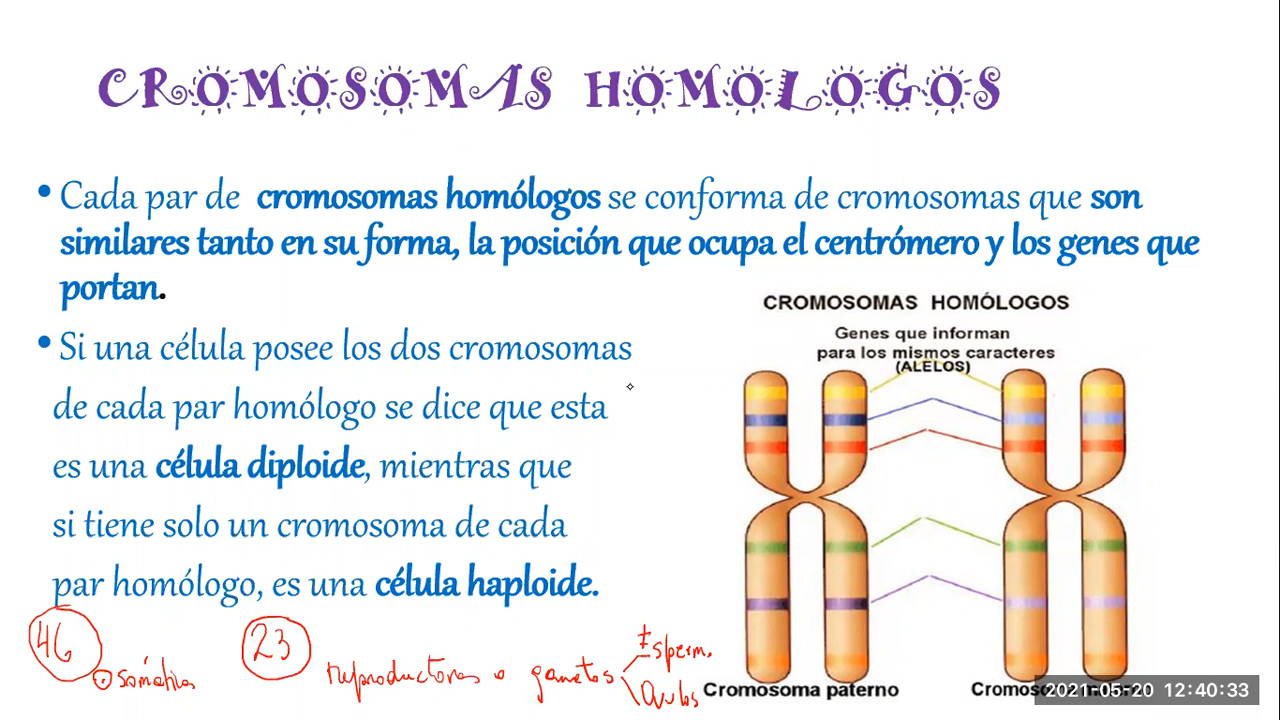 CROMOSOMAS HOMOLOGOS
• Cada par de cromosomas homólogos se conforma de cromosomas que son
similares tanto en su forma, la posición que ocupa el centrómero y los genes que
portan.
• Si una célula posee los dos cromosomas
de cada par homólogo se dice que esta
es una célula diploide, mientras que
si tiene solo un cromosoma de cada
par homólogo, es una célula haploide.
CROMOSOMAS HOMÓLOGOS
Genes que informan
para los mismos caracteres
(ALELOS)
Cromosoma paterno
2021-05-20 12:40:33
46
somáticas
23
reproductoras o gametos
Esperm.